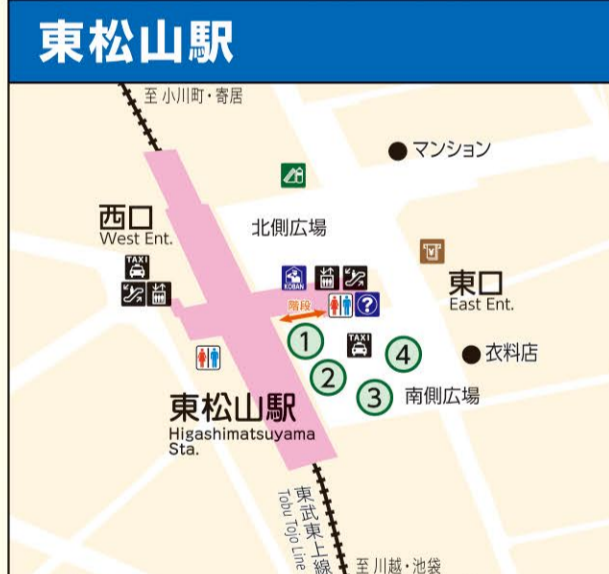 東松山駅
至 小川町・寄居
マンション
西口
West Ent.
北側広場
TAXI
KOBAN
東口
East Ent.
階段
?
1
TAXI
4
衣料店
2
3
南側広場
東松山駅
Higashimatsuyama
Sta.
東武東上線
Tobu Tojo Line
至 川越・池袋